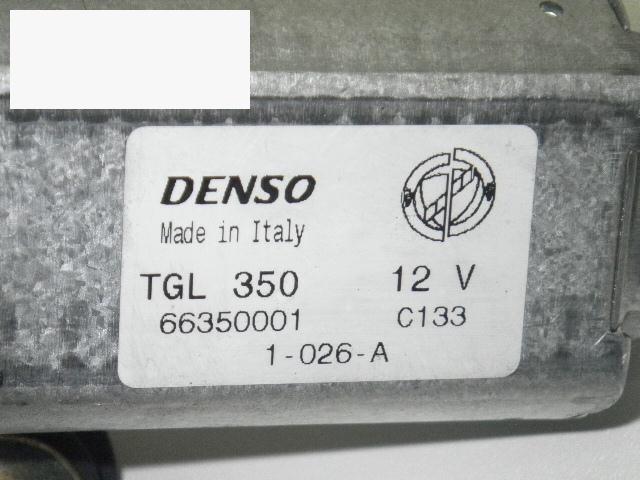 DENSO
Made in Italy
TGL 350 12 V
66350001 C133
1-026-A